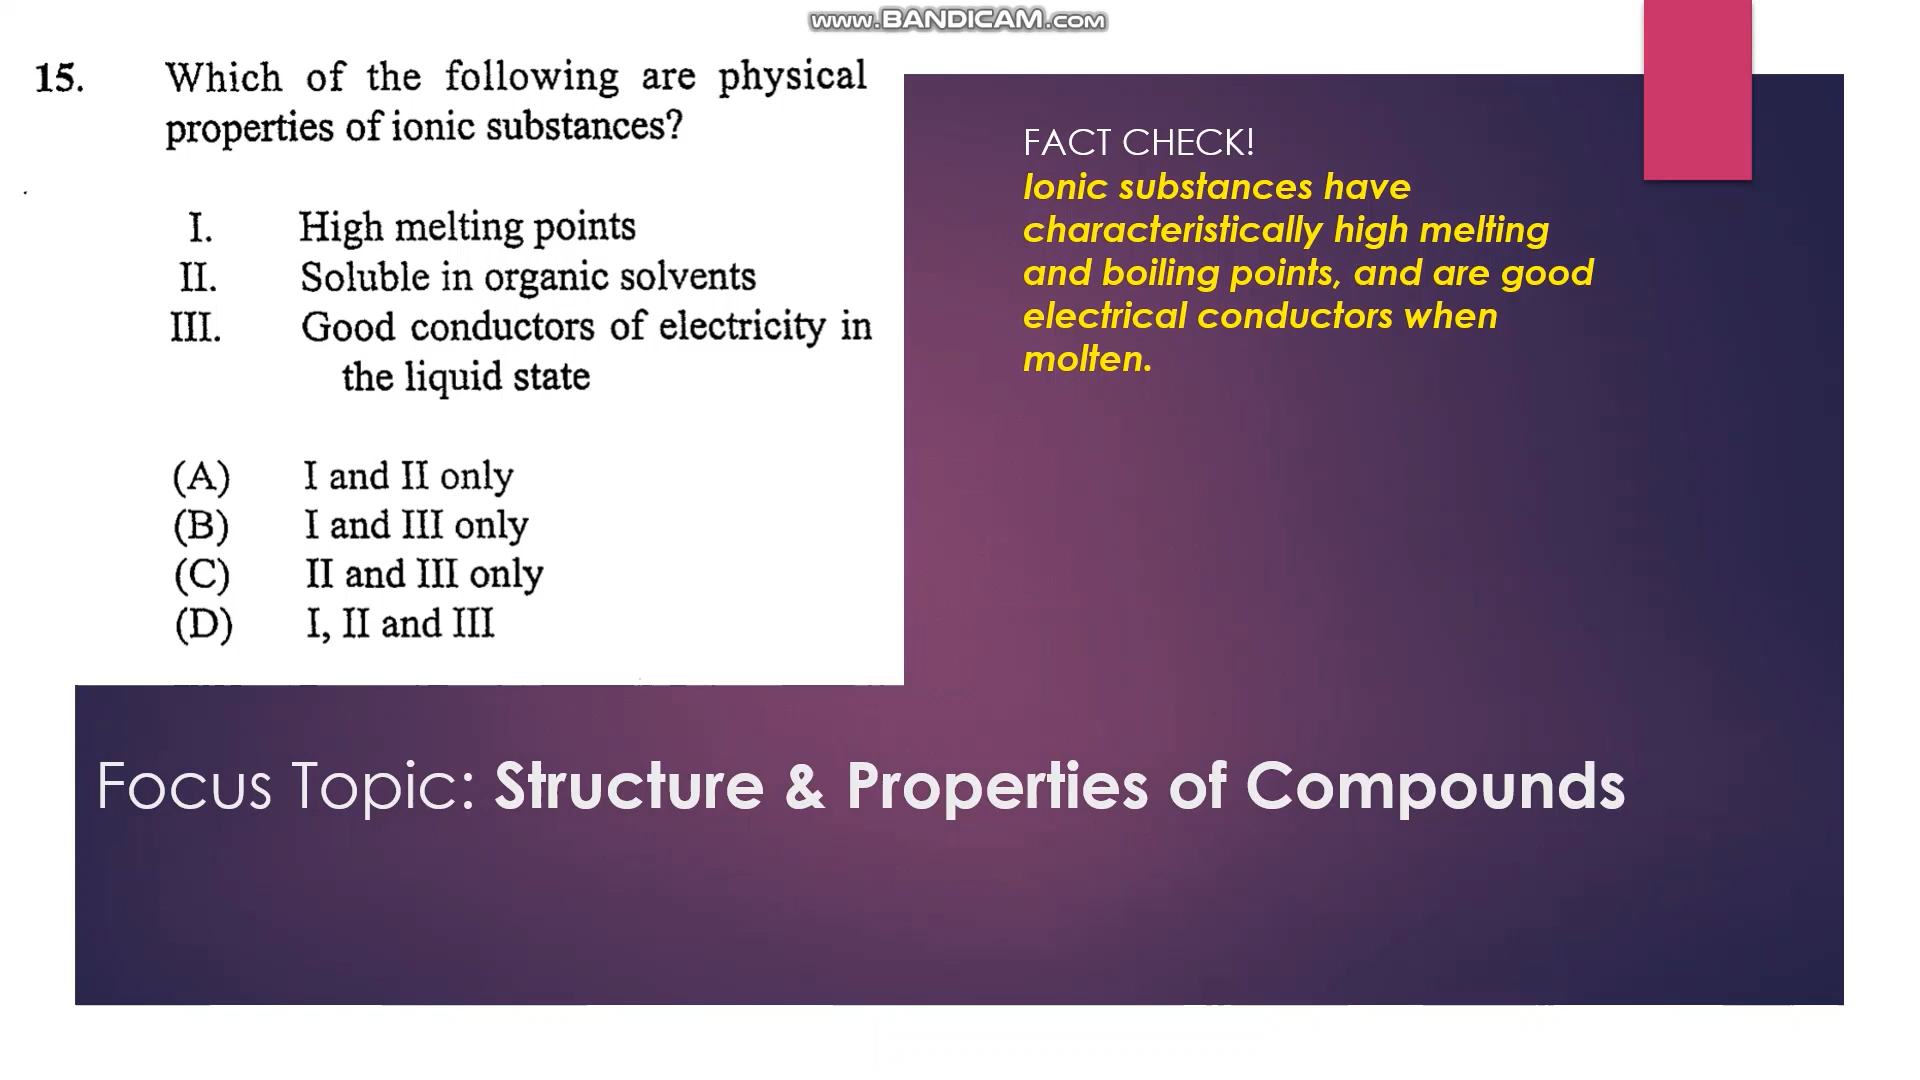 www.BANDICAM.com
15. Which of the following are physical
properties of ionic substances?
I. High melting points
II. Soluble in organic solvents
III. Good conductors of electricity in
the liquid state
(A) I and II only
(B) I and III only
(C) II and III only
(D) I, II and III
FACT CHECK!
Ionic substances have
characteristically high melting
and boiling points, and are good
electrical conductors when
molten.
Focus Topic: Structure & Properties of Compounds